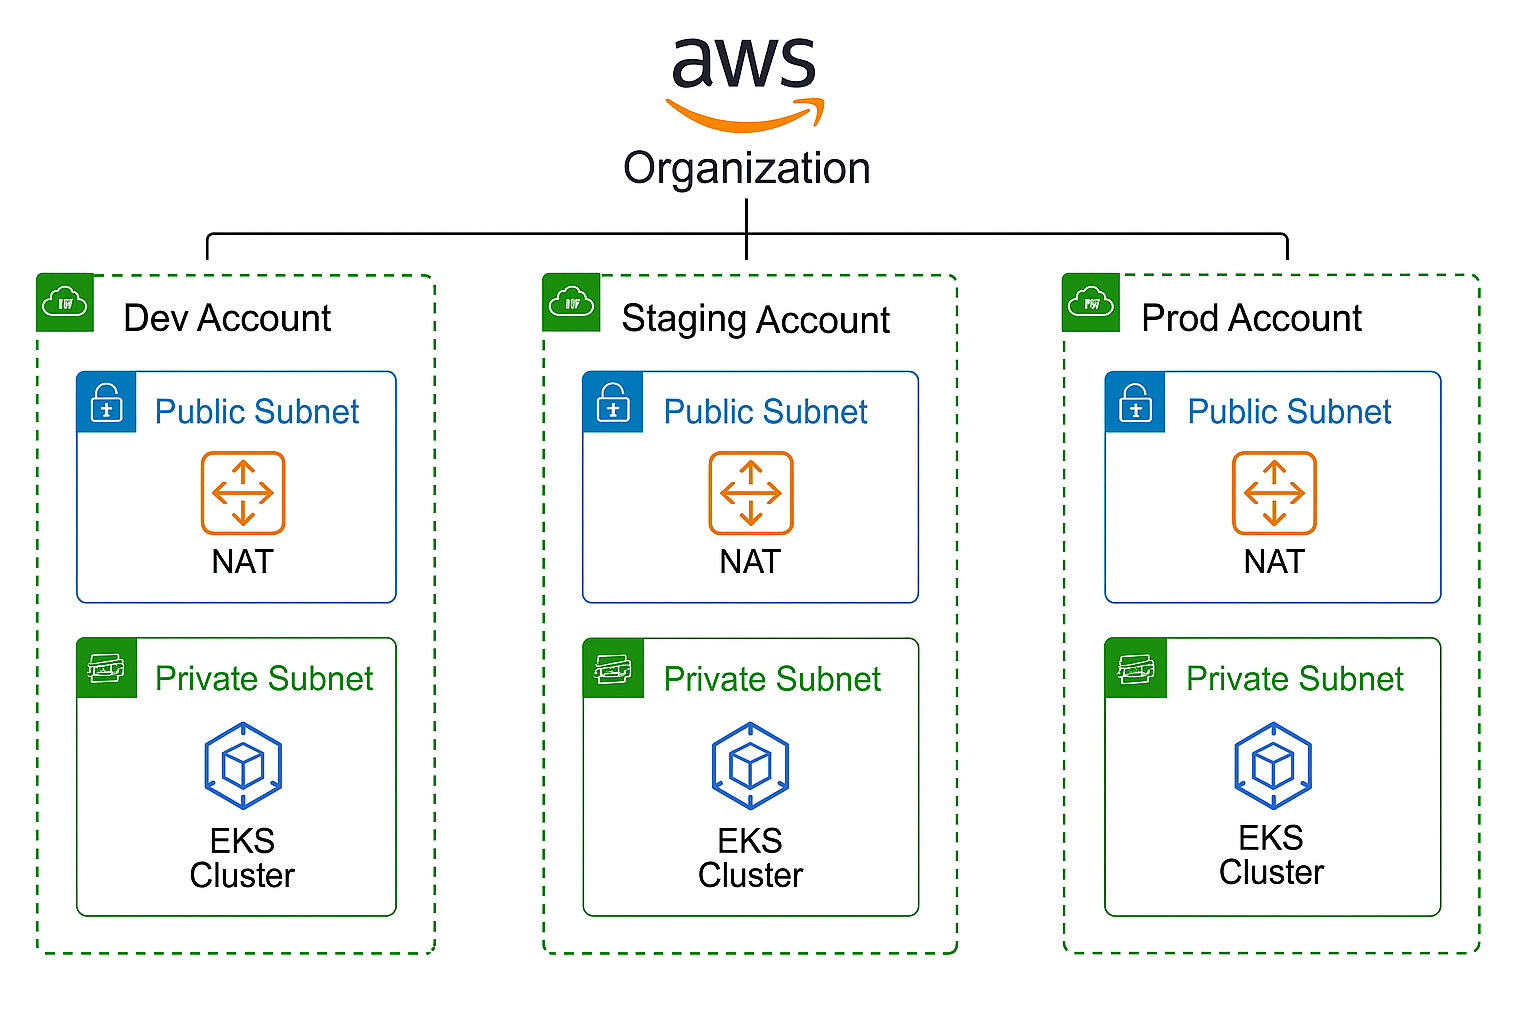 aws
Organization
Dev Account
Public Subnet
NAT
Private Subnet
EKS
Cluster
Staging Account
Public Subnet
NAT
Private Subnet
EKS
Cluster
Prod Account
Public Subnet
NAT
Private Subnet
EKS
Cluster